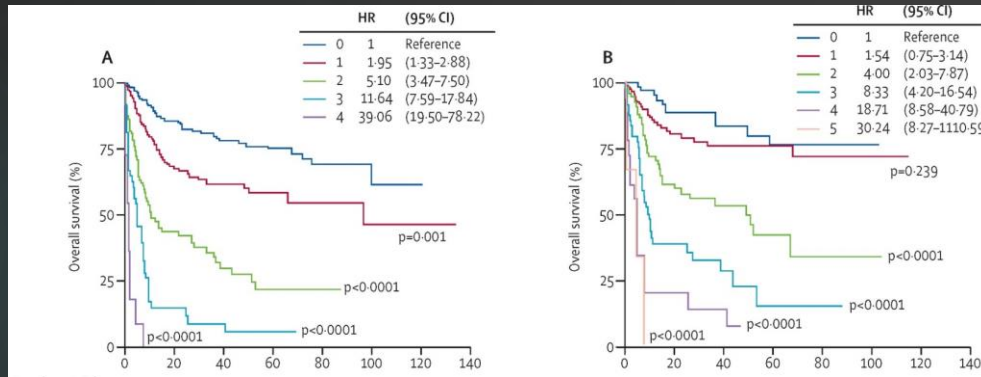 HR (95% CI)
0 1 Reference
1 1·95 (1·33–2·88)
2 5·10 (3·47–7·50)
3 11·64 (7·59–17·84)
4 39·06 (19·50–78·22)
A
100
75
50
25
0
Overall survival (%)
p=0·001
p<0·0001
p<0·0001
p<0·0001
0 20 40 60 80 100 120 140
HR (95% CI)
0 1 Reference
1 1·54 (0·75–3·14)
2 4·00 (2·03–7·87)
3 8·33 (4·20–16·54)
4 18·71 (8·58–40·79)
5 30·24 (8·27–1110·59
B
100
75
50
25
0
Overall survival (%)
p=0·239
p<0·0001
p<0·0001
p<0·0001
p<0·0001
0 20 40 60 80 100 120 140